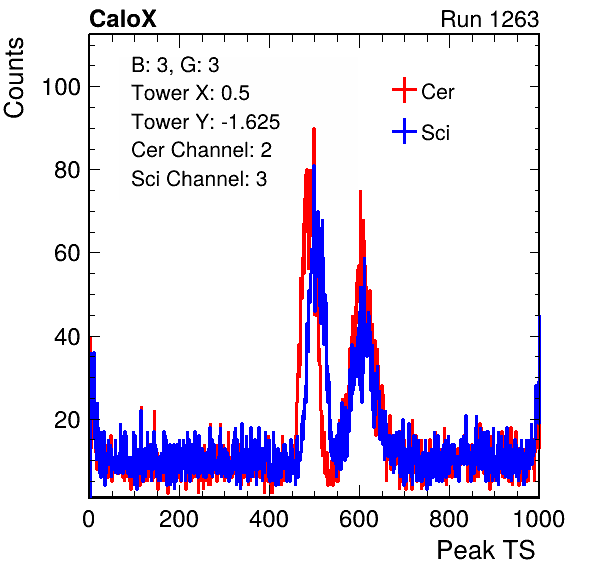 CaloX Run 1263
Counts
B: 3, G: 3
Tower X: 0.5
Tower Y: -1.625
Cer Channel: 2
Sci Channel: 3
Cer
Sci
100
80
60
40
20
0 200 400 600 800 1000
Peak TS